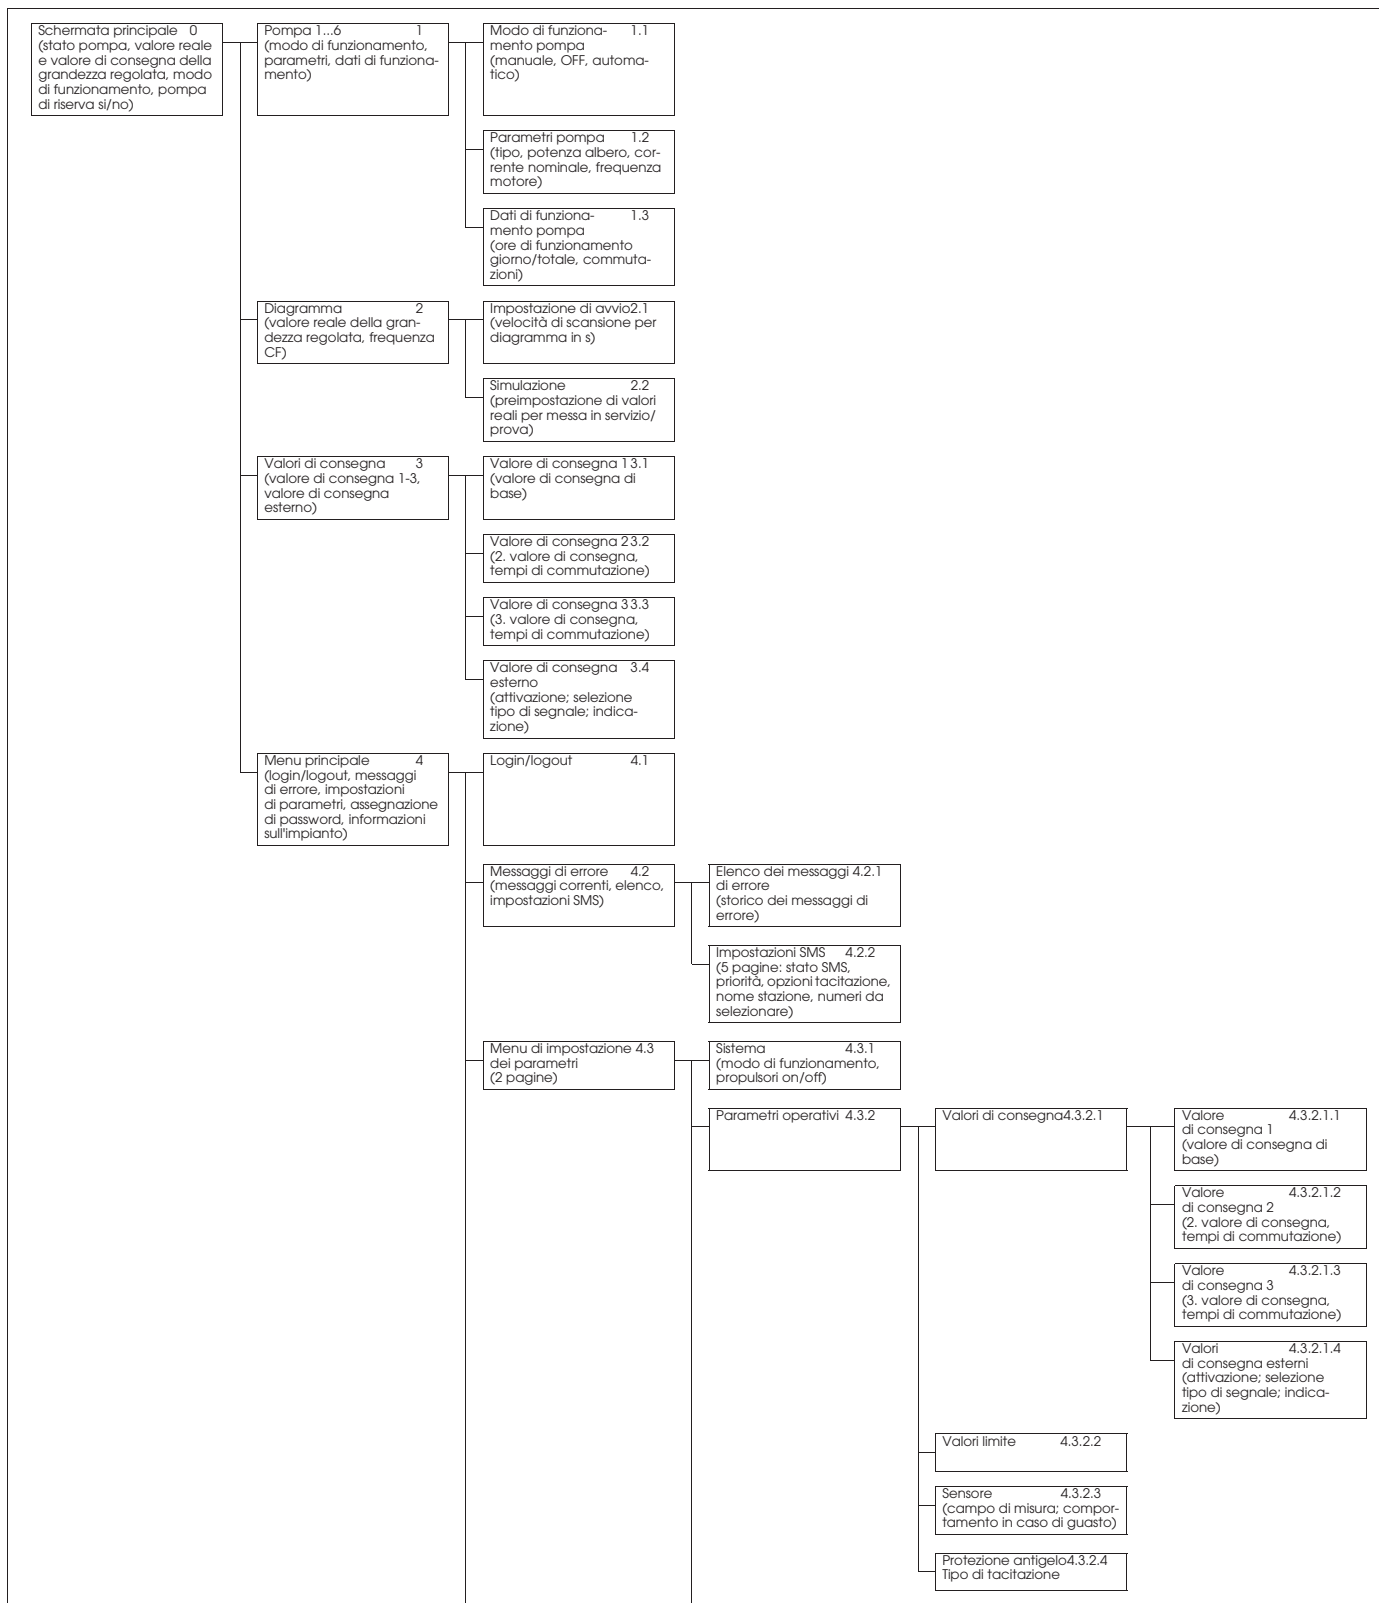 Schermata principale 0
(stato pompa, valore reale
e valore di consegna della
grandezza regolata, modo
di funzionamento, pompa
di riserva si/no)
Pompa 1...6 1
(modo di funzionamento,
parametri, dati di funziona-
mento)
Modo di funziona- 1.1
mento pompa
(manuale, OFF, automa-
tico)
Parametri pompa 1.2
(tipo, potenza albero, cor-
rente nominale, frequenza
motore)
Dati di funziona- 1.3
mento pompa
(ore di funzionamento
giorno/totale, commuta-
zioni)
Diagramma 2
(valore reale della gran-
dezza regolata, frequenza
CF)
Impostazione di avvio2.1
(velocità di scansione per
diagramma in s)
Simulazione 2.2
(preimpostazione di valori
reali per messa in servizio/
prova)
Valori di consegna 3
(valore di consegna 1-3,
valore di consegna
esterno)
Valore di consegna 1 3.1
(valore di consegna di
base)
Valore di consegna 2 3.2
(2. valore di consegna,
tempi di commutazione)
Valore di consegna 3 3.3
(3. valore di consegna,
tempi di commutazione)
Valore di consegna 3.4
esterno
(attivazione; selezione
tipo di segnale; indica-
zione)
Menu principale 4
(login/logout, messaggi
di errore, impostazioni
di parametri, assegnazione
di password, informazioni
sull'impianto)
Login/logout 4.1
Messaggi di errore 4.2
(messaggi correnti, elenco,
impostazioni SMS)
Elenco dei messaggi 4.2.1
di errore
(storico dei messaggi di
errore)
Impostazioni SMS 4.2.2
(5 pagine: stato SMS,
priorità, opzioni tacitazione,
nome stazione, numeri da
selezionare)
Menu di impostazione 4.3
dei parametri
(2 pagine)
Sistema 4.3.1
(modo di funzionamento,
propulsori on/off)
Parametri operativi 4.3.2
Valori di consegna4.3.2.1
Valore 4.3.2.1.1
di consegna 1
(valore di consegna di
base)
Valore 4.3.2.1.2
di consegna 2
(2. valore di consegna,
tempi di commutazione)
Valore 4.3.2.1.3
di consegna 3
(3. valore di consegna,
tempi di commutazione)
Valori 4.3.2.1.4
di consegna esterni
(attivazione; selezione
tipo di segnale; indica-
zione)
Valori limite 4.3.2.2
Sensore 4.3.2.3
(campo di misura; compor-
tamento in caso di guasto)
Protezione antigelo4.3.2.4
Tipo di tacitazione